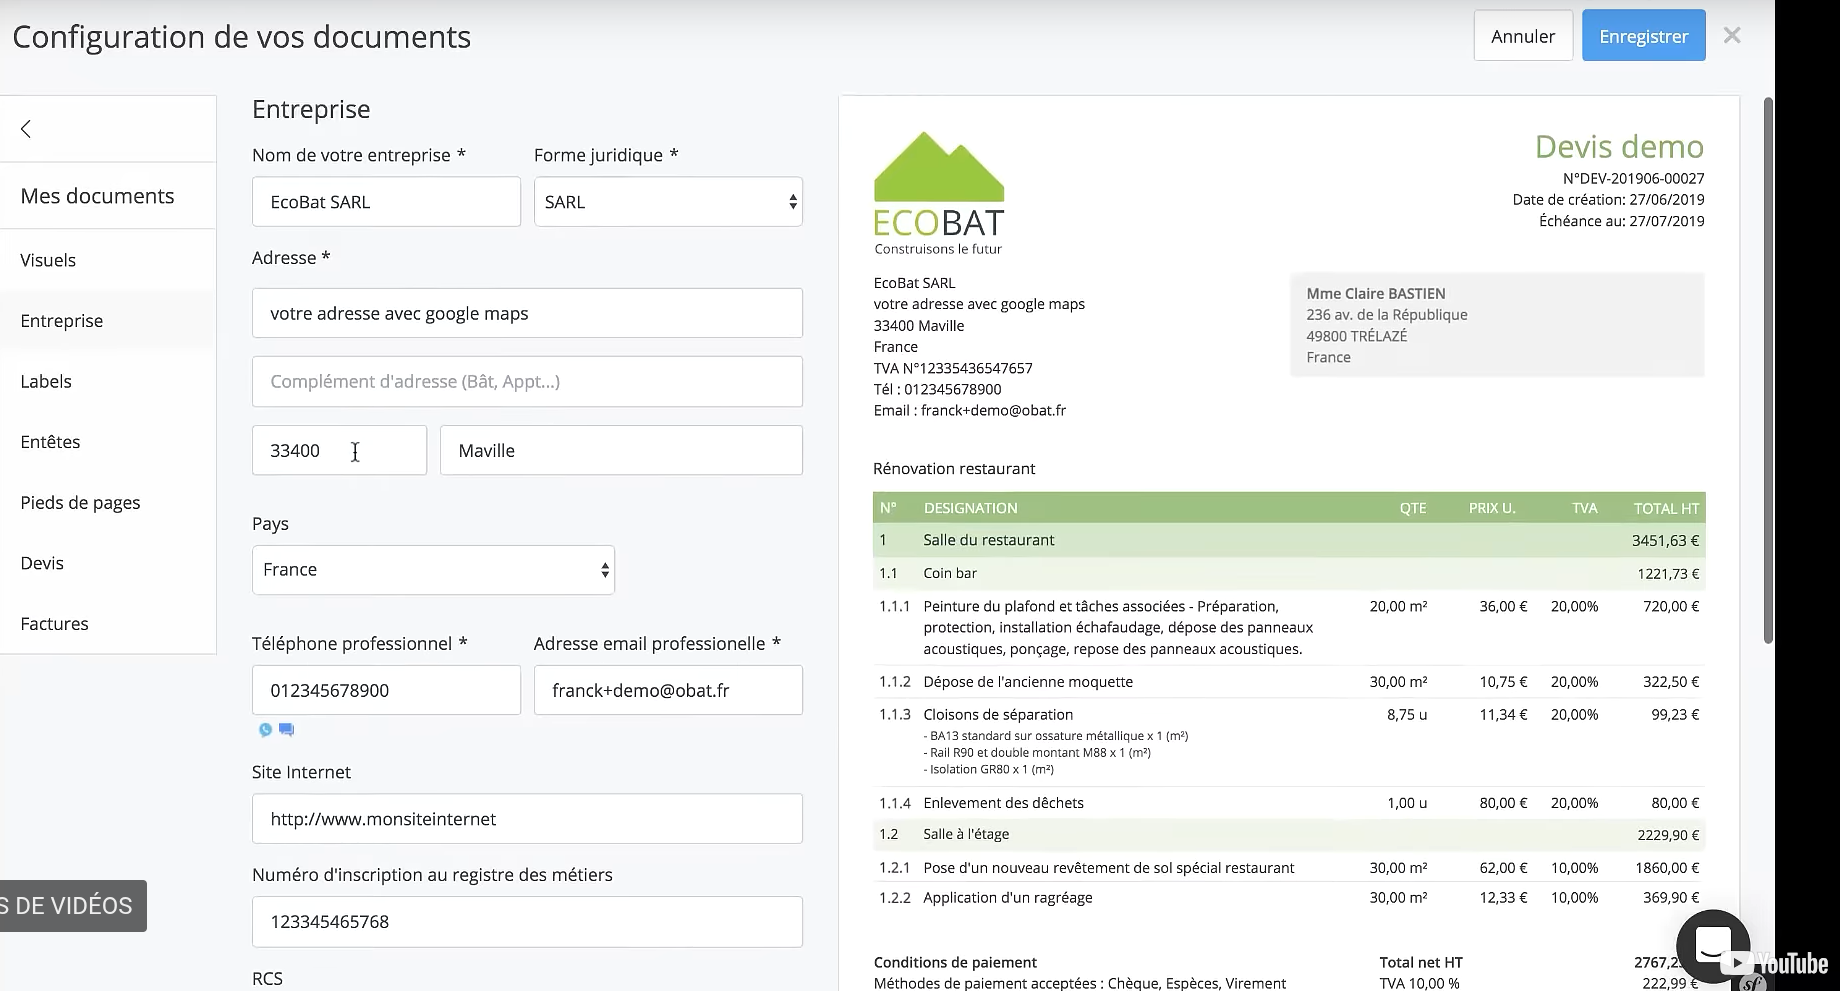 Configuration de vos documents
Annuler
Enregistrer
Mes documents
Visuels
Entreprise
Labels
Entêtes
Pieds de pages
Devis
Factures
S DE VIDÉOS
Entreprise
Nom de votre entreprise *
Forme juridique *
EcoBat SARL
SARL
Adresse *
votre adresse avec google maps
Complément d'adresse (Bât, Appt...)
33400
Maville
Pays
France
Téléphone professionnel *
Adresse email professionelle *
012345678900
franck+demo@obat.fr
Site Internet
http://www.monsiteinternet
Numéro d'inscription au registre des métiers
123345465768
RCS
ECOBAT
Construisons le futur
Devis demo
N°DEV-201906-00027
Date de création: 27/06/2019
Échéance au: 27/07/2019
EcoBat SARL
votre adresse avec google maps
33400 Maville
France
TVA N°12335436547657
Tél : 012345678900
Email : franck+demo@obat.fr
Mme Claire BASTIEN
236 av. de la République
49800 TRÉLAZÉ
France
Rénovation restaurant
N° DESIGNATION QTE PRIX U. TVA TOTAL HT
1 Salle du restaurant 3451,63 €
1.1 Coin bar 1221,73 €
1.1.1 Peinture du plafond et tâches associées - Préparation, 20,00 m² 36,00 € 20,00% 720,00 €
protection, installation échafaudage, dépose des panneaux
acoustiques, ponçage, repose des panneaux acoustiques.
1.1.2 Dépose de l'ancienne moquette 30,00 m² 10,75 € 20,00% 322,50 €
1.1.3 Cloisons de séparation 8,75 u 11,34 € 20,00% 99,23 €
- BA13 standard sur ossature métallique x 1 (m²)
- Rail R90 et double montant M88 x 1 (m²)
- Isolation GR80 x 1 (m²)
1.1.4 Enlevement des dêchets 1,00 u 80,00 € 20,00% 80,00 €
1.2 Salle à l'étage 2229,90 €
1.2.1 Pose d'un nouveau revêtement de sol spécial restaurant 30,00 m² 62,00 € 10,00% 1860,00 €
1.2.2 Application d'un ragréage 30,00 m² 12,33 € 10,00% 369,90 €
Conditions de paiement Total net HT
Méthodes de paiement acceptées : Chèque, Espèces, Virement TVA 10,00 % 222,99 €
YouTube
sf